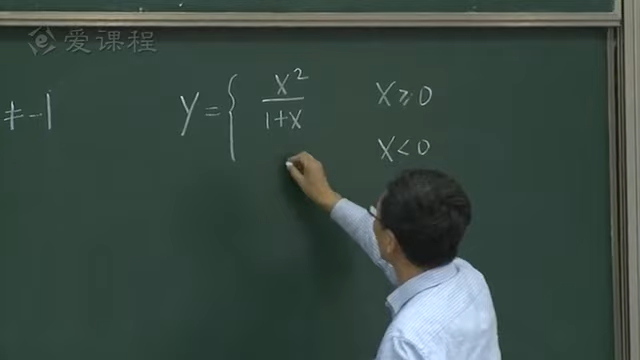 爱课程
≠-1
y = { x²/(1+x)  x ≥ 0
x < 0